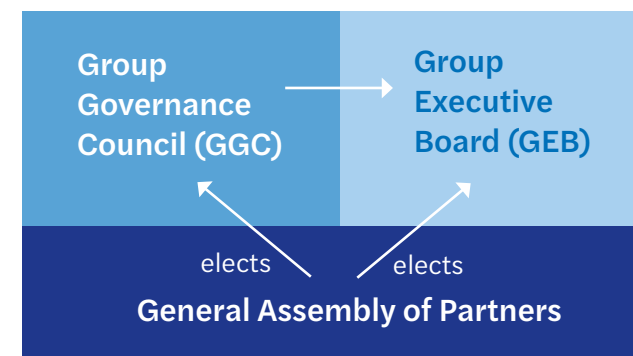 Group
Governance
Council (GGC)
Group
Executive
Board (GEB)
elects
elects
General Assembly of Partners